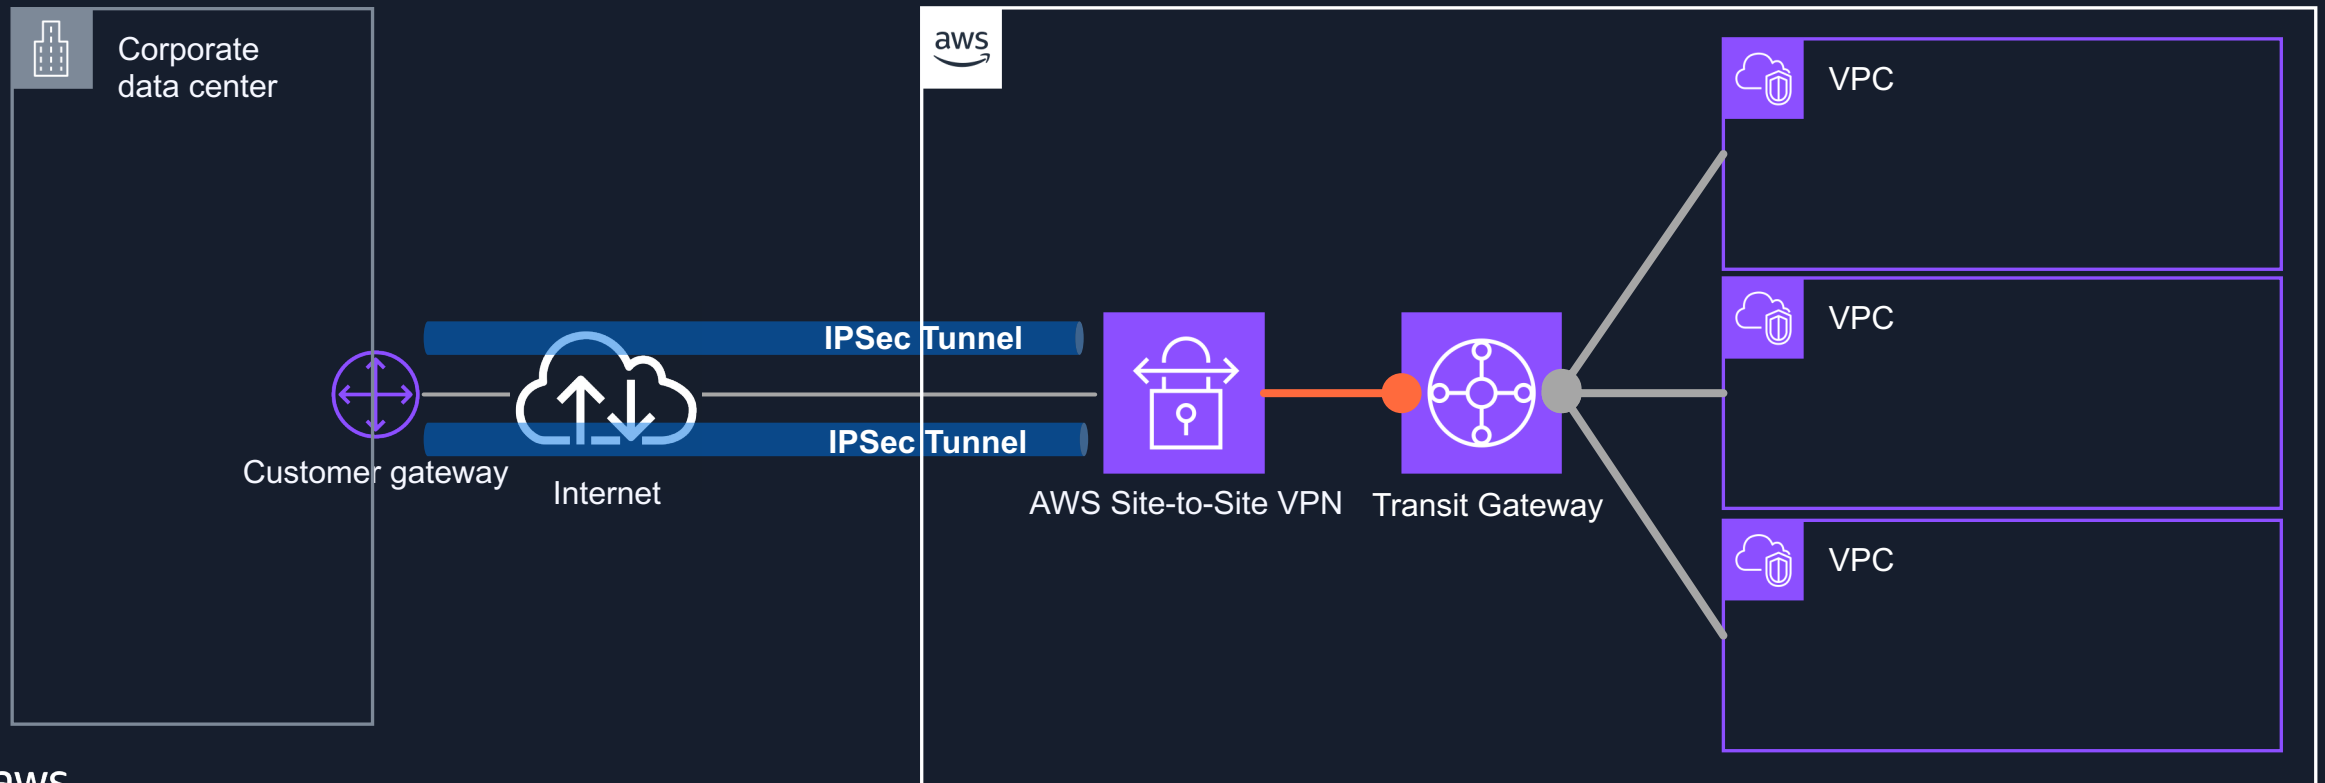 Corporate
data center
aws
VPC
VPC
IPSec Tunnel
IPSec Tunnel
Customer gateway
Internet
AWS Site-to-Site VPN
Transit Gateway
VPC
aws